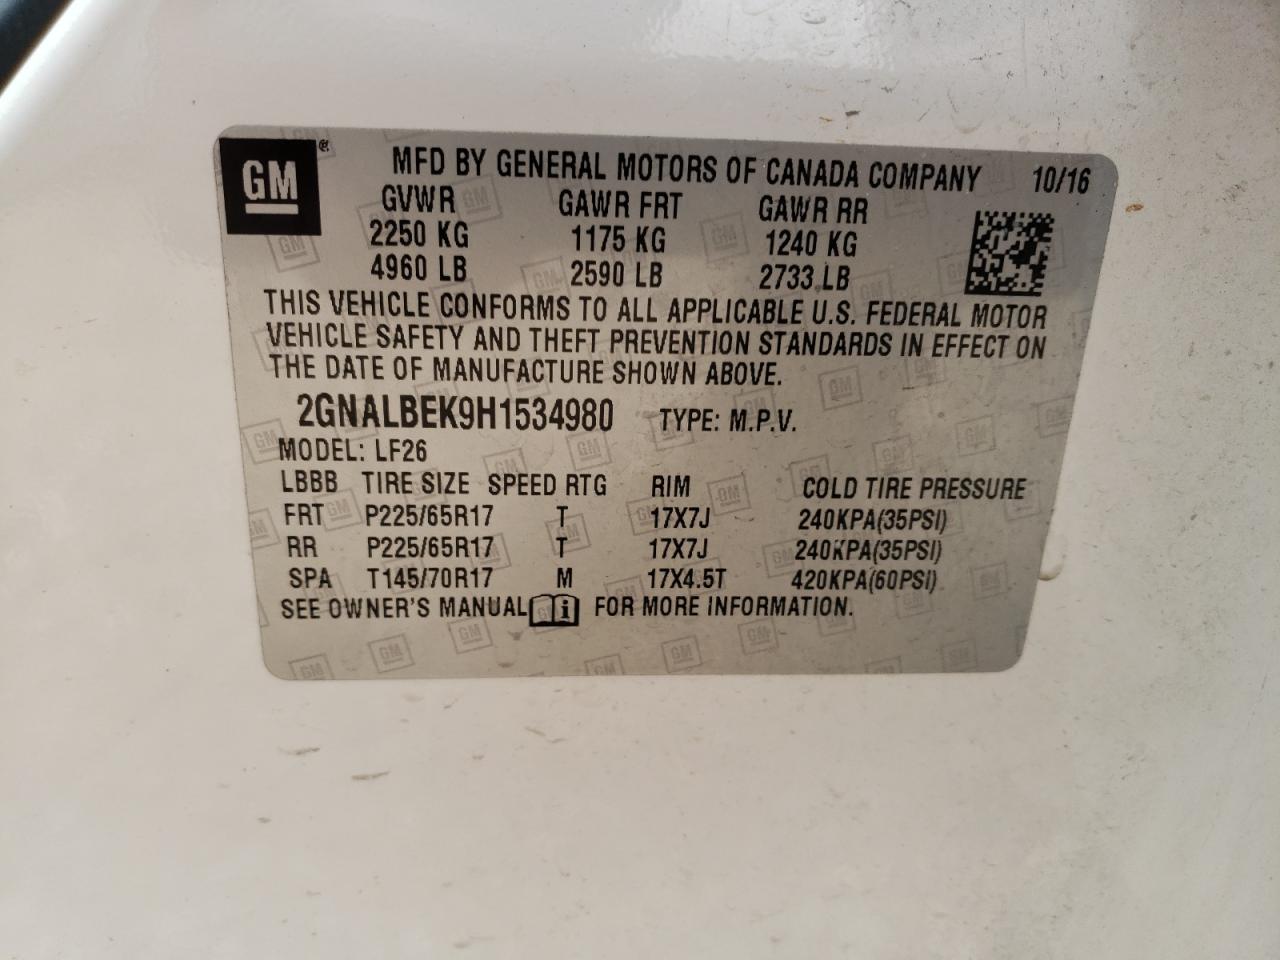 GM ® MFD BY GENERAL MOTORS OF CANADA COMPANY 10/16
GVWR GAWR FRT GAWR RR
2250 KG 1175 KG 1240 KG
4960 LB 2590 LB 2733 LB
THIS VEHICLE CONFORMS TO ALL APPLICABLE U.S. FEDERAL MOTOR
VEHICLE SAFETY AND THEFT PREVENTION STANDARDS IN EFFECT ON
THE DATE OF MANUFACTURE SHOWN ABOVE.
2GNALBEK9H1534980 TYPE: M.P.V.
MODEL: LF26
LBBB TIRE SIZE SPEED RTG RIM COLD TIRE PRESSURE
FRT P225/65R17 T 17X7J 240KPA(35PSI)
RR P225/65R17 T 17X7J 240KPA(35PSI)
SPA T145/70R17 M 17X4.5T 420KPA(60PSI)
SEE OWNER'S MANUAL i FOR MORE INFORMATION.